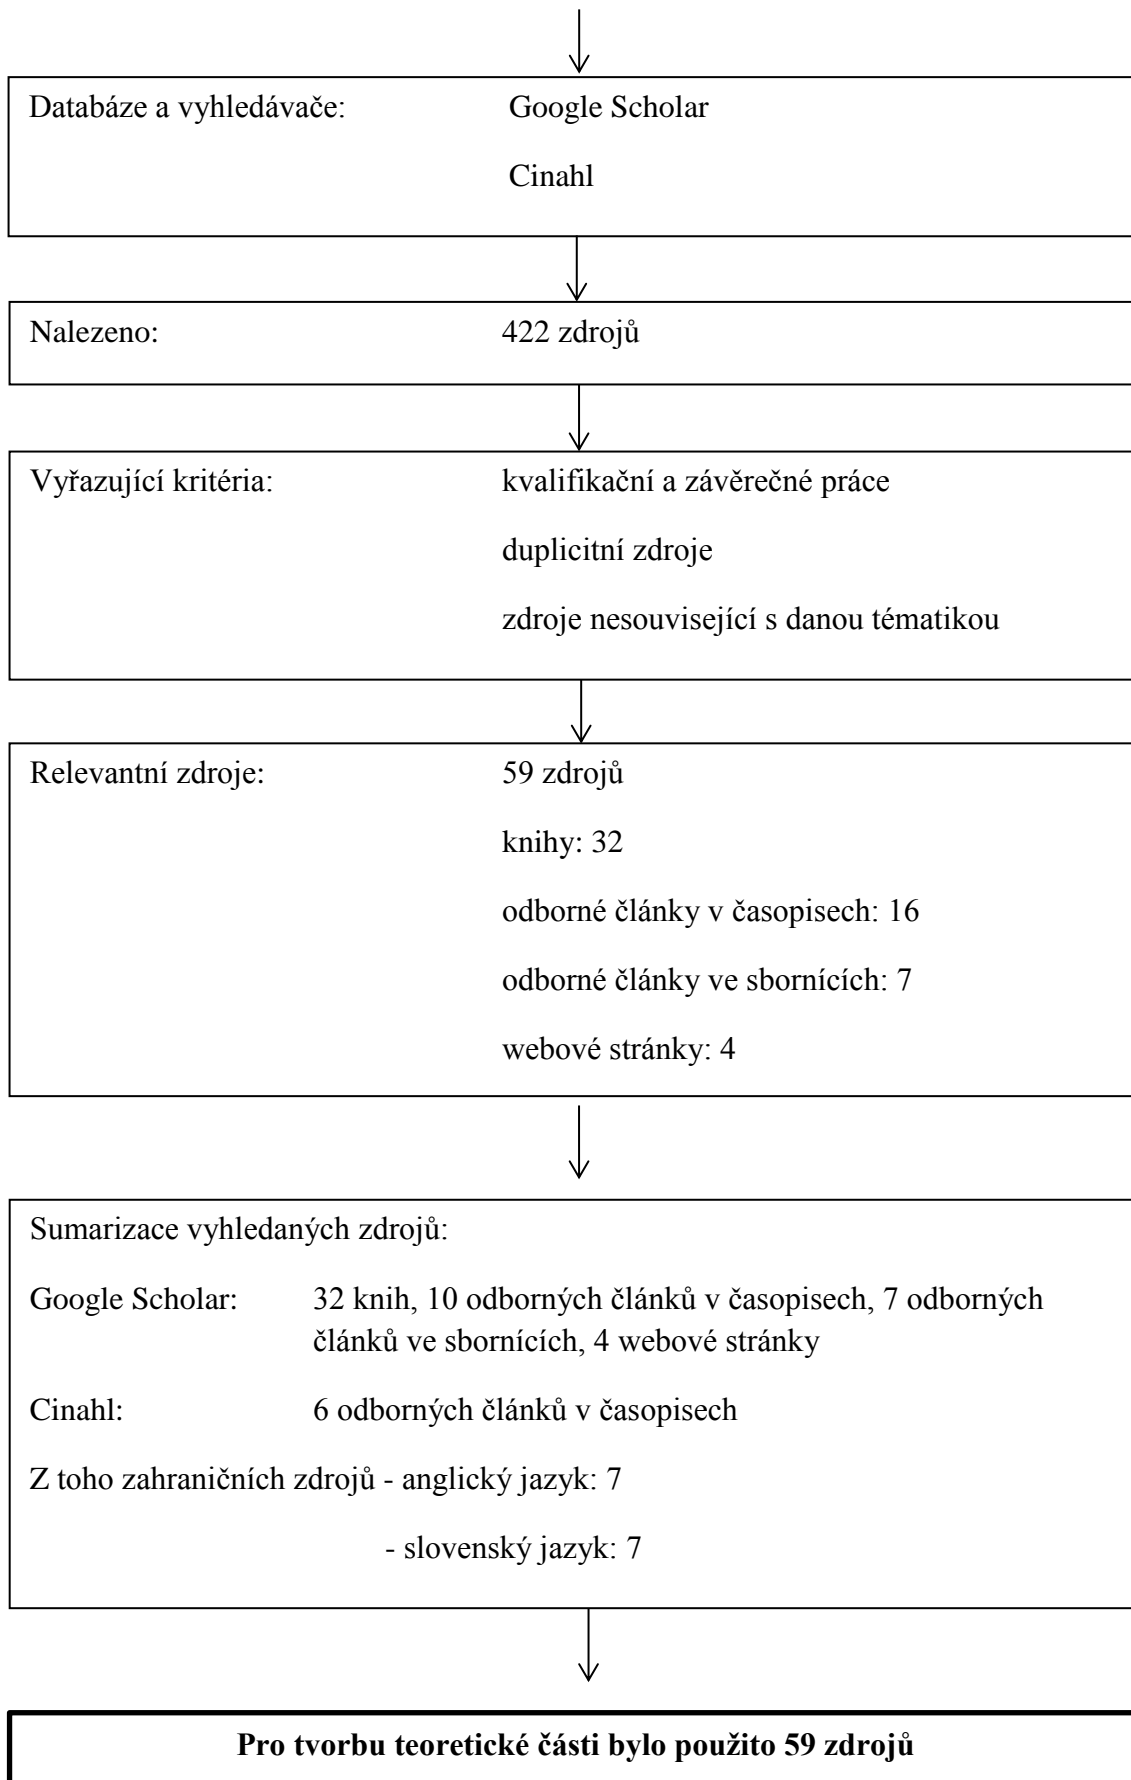 Databáze a vyhledávače: Google Scholar
Cinahl
Nalezeno: 422 zdrojů
Vyřazující kritéria: kvalifikační a závěrečné práce
duplicitní zdroje
zdroje nesouvisející s danou tématikou
Relevantní zdroje: 59 zdrojů
knihy: 32
odborné články v časopisech: 16
odborné články ve sbornících: 7
webové stránky: 4
Sumarizace vyhledaných zdrojů:
Google Scholar: 32 knih, 10 odborných článků v časopisech, 7 odborných
článků ve sbornících, 4 webové stránky
Cinahl: 6 odborných článků v časopisech
Z toho zahraničních zdrojů - anglický jazyk: 7
- slovenský jazyk: 7
Pro tvorbu teoretické části bylo použito 59 zdrojů